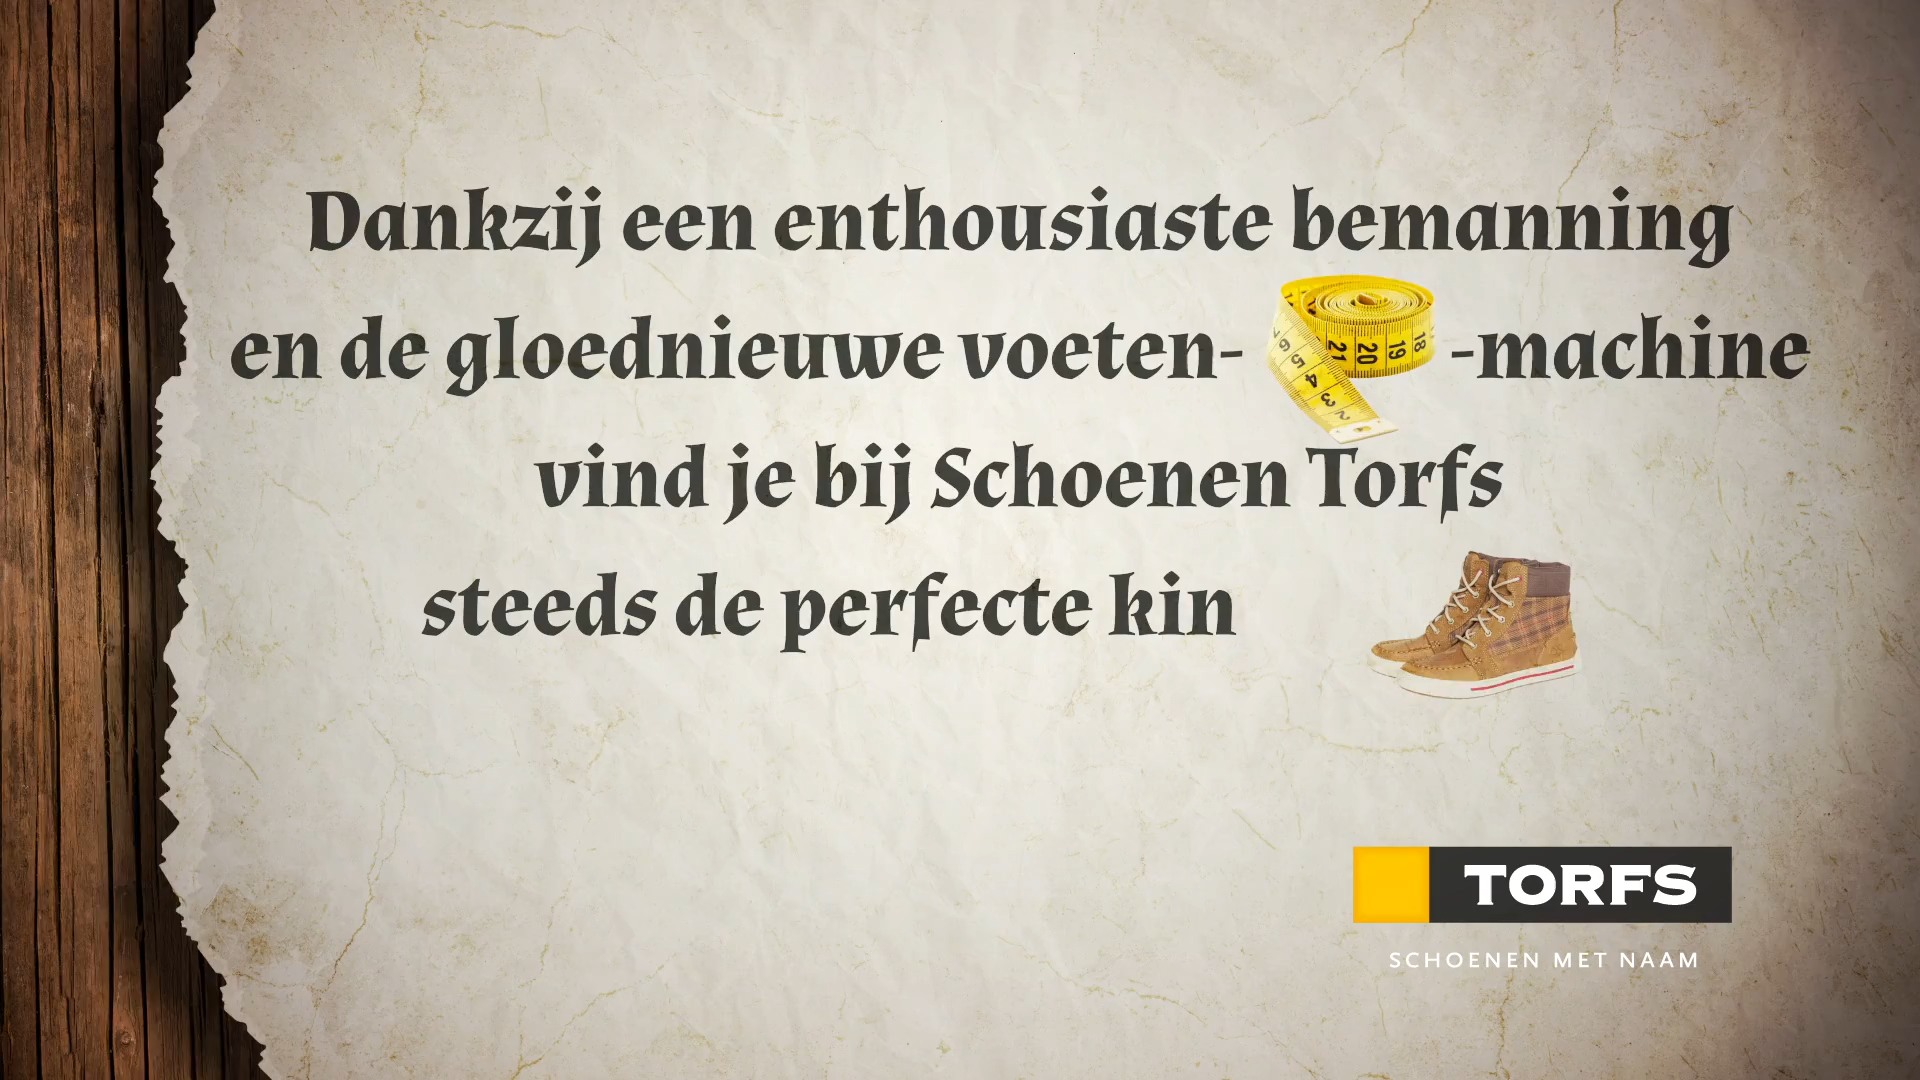 Dankzij een enthousiaste bemanning
en de gloednieuwe voeten- -machine
vind je bij Schoenen Torfs
steeds de perfecte kin
TORFS
SCHOENEN MET NAAM